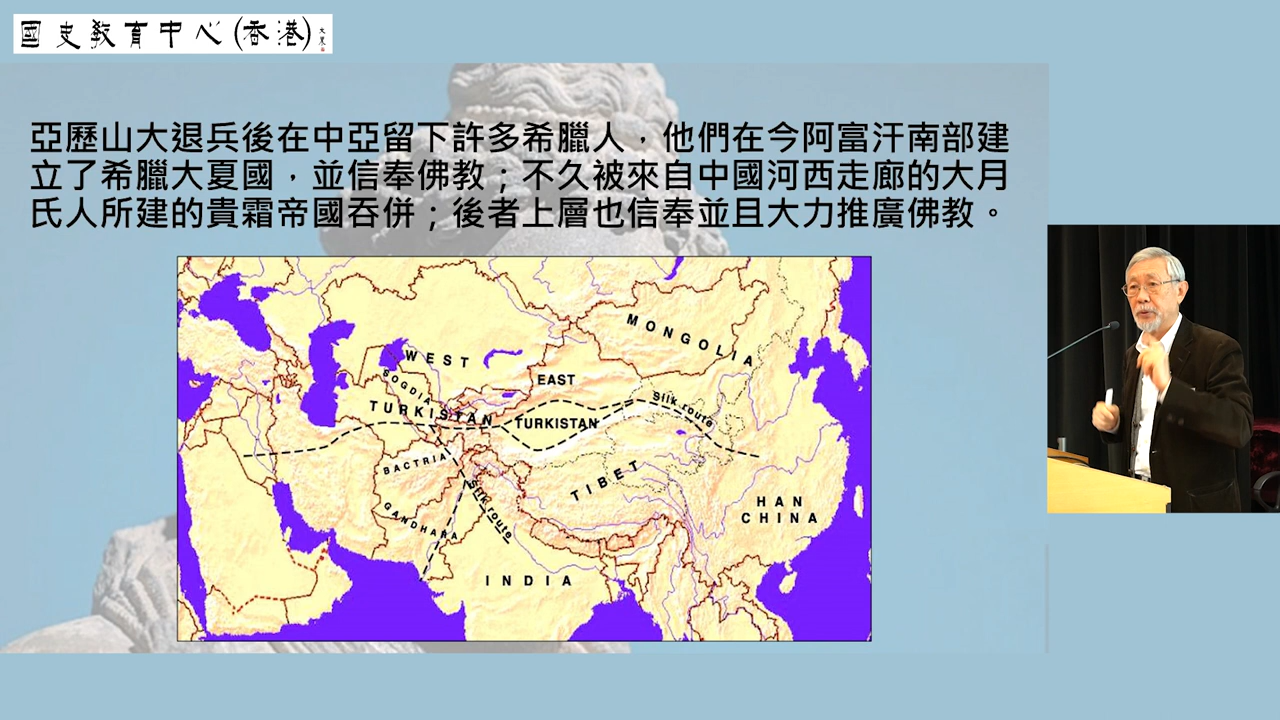 國史教育中心(香港)
亞歷山大退兵後在中亞留下許多希臘人，他們在今阿富汗南部建
立了希臘大夏國，並信奉佛教；不久被來自中國河西走廊的大月
氏人所建的貴霜帝國吞併；後者上層也信奉並且大力推廣佛教。
MONGOLIA
WEST
SOGDIA
EAST
TURKISTAN
Silk route
TURKISTAN
BACTRIA
TIBET
Silk route
GANDHARA
HAN
CHINA
INDIA